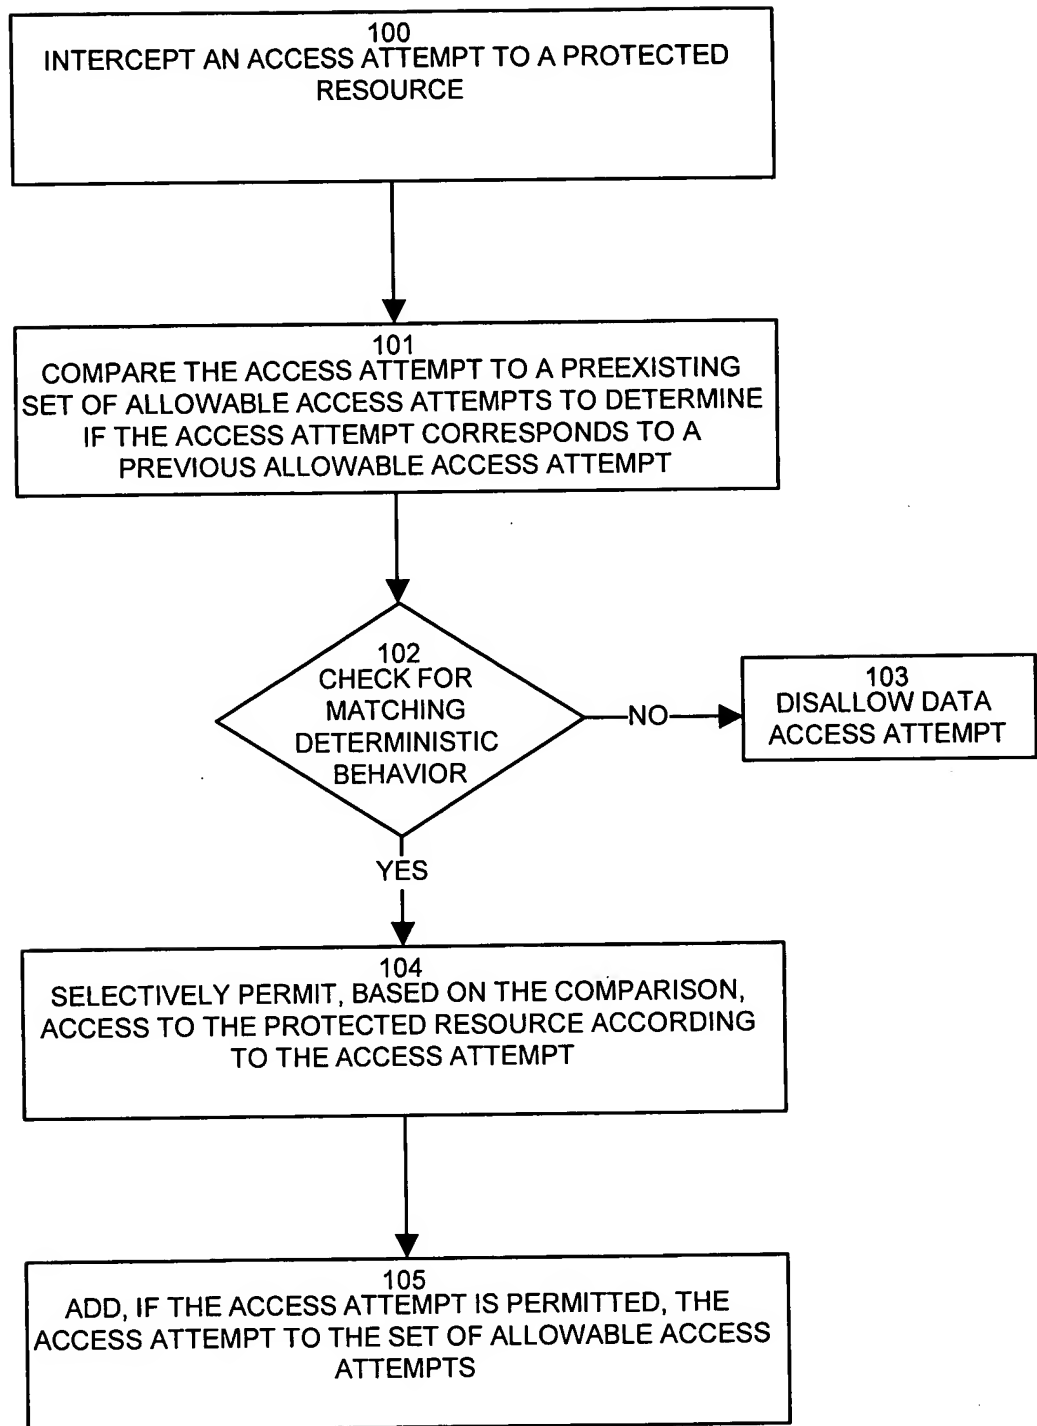 100
INTERCEPT AN ACCESS ATTEMPT TO A PROTECTED
RESOURCE
101
COMPARE THE ACCESS ATTEMPT TO A PREEXISTING
SET OF ALLOWABLE ACCESS ATTEMPTS TO DETERMINE
IF THE ACCESS ATTEMPT CORRESPONDS TO A
PREVIOUS ALLOWABLE ACCESS ATTEMPT
102
CHECK FOR
MATCHING
DETERMINISTIC
BEHAVIOR
NO
103
DISALLOW DATA
ACCESS ATTEMPT
YES
104
SELECTIVELY PERMIT, BASED ON THE COMPARISON,
ACCESS TO THE PROTECTED RESOURCE ACCORDING
TO THE ACCESS ATTEMPT
105
ADD, IF THE ACCESS ATTEMPT IS PERMITTED, THE
ACCESS ATTEMPT TO THE SET OF ALLOWABLE ACCESS
ATTEMPTS